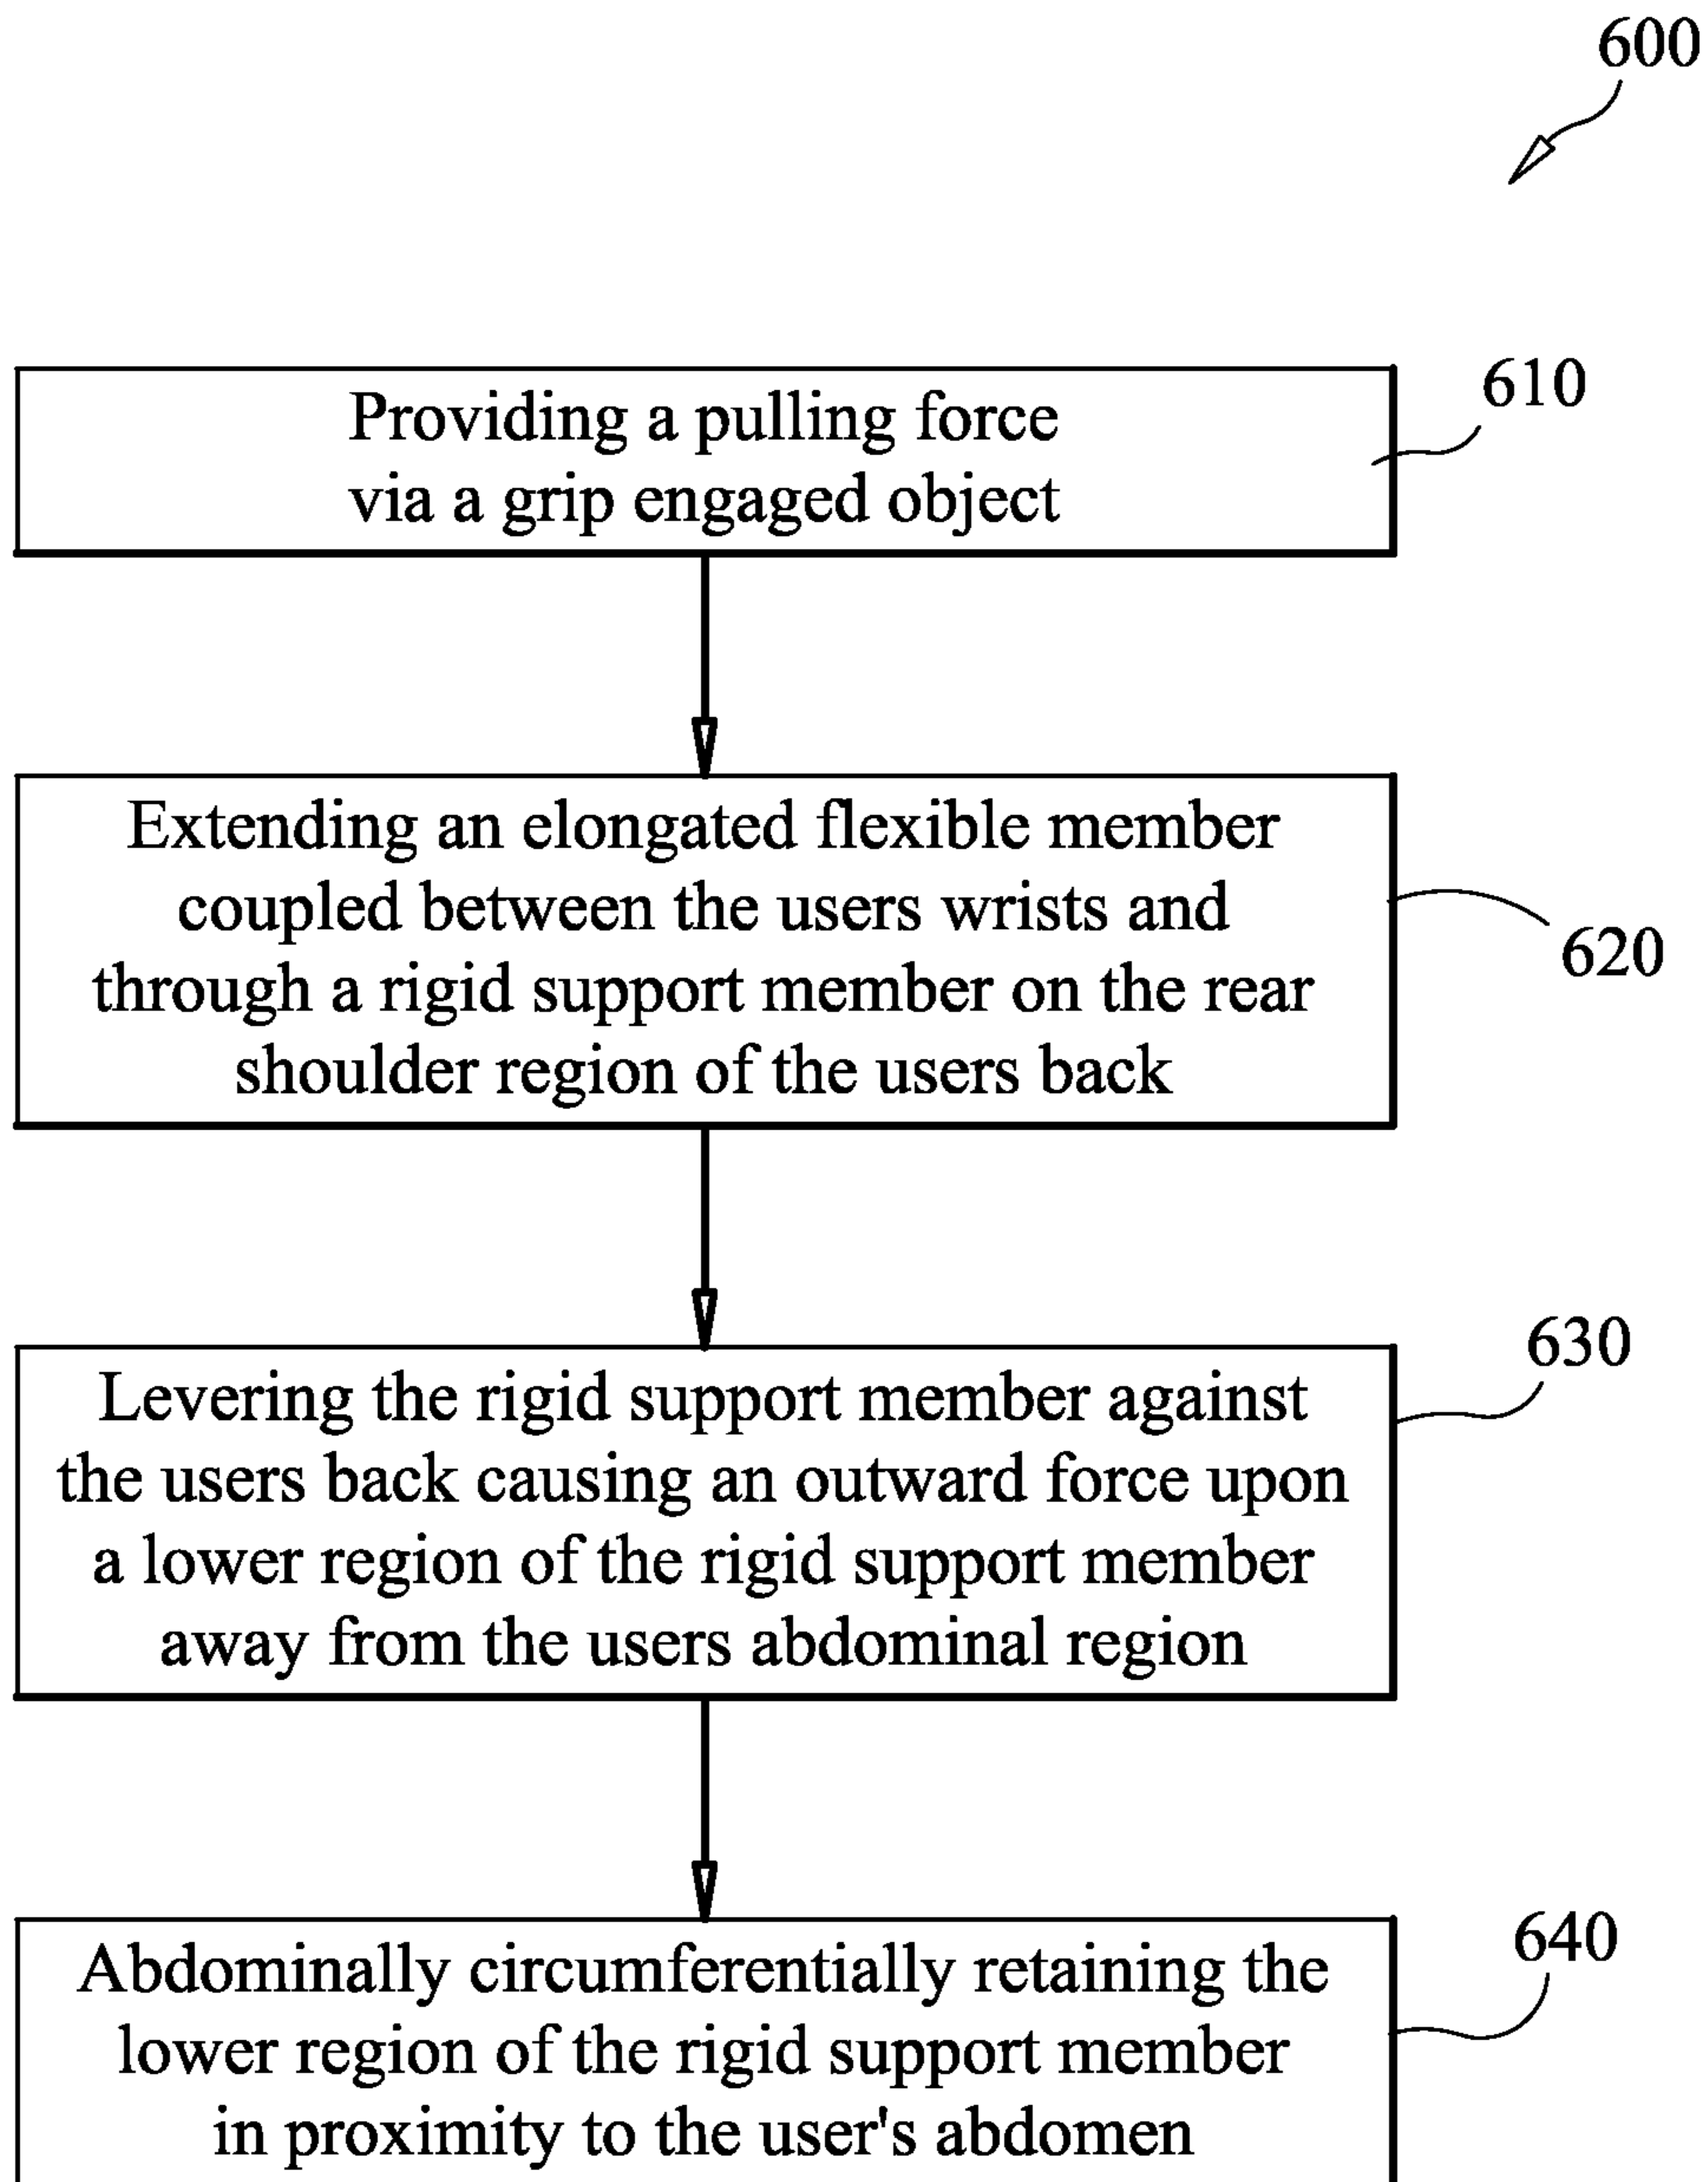 600
610
Providing a pulling force
via a grip engaged object
Extending an elongated flexible member
coupled between the users wrists and
through a rigid support member on the rear
shoulder region of the users back
620
630
Levering the rigid support member against
the users back causing an outward force upon
a lower region of the rigid support member
away from the users abdominal region
640
Abdominally circumferentially retaining the
lower region of the rigid support member
in proximity to the user's abdomen